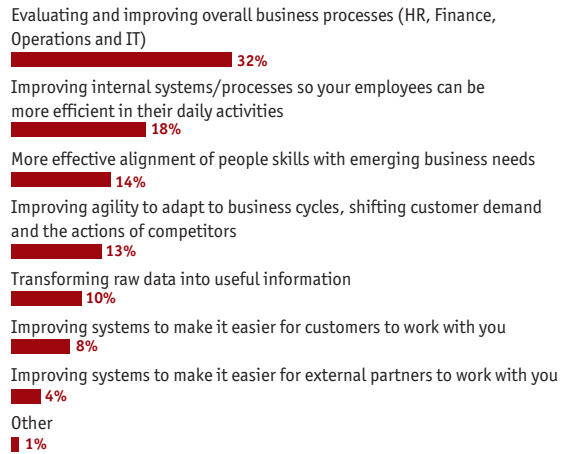 Evaluating and improving overall business processes (HR, Finance,
Operations and IT)
32%
Improving internal systems/processes so your employees can be
more efficient in their daily activities
18%
More effective alignment of people skills with emerging business needs
14%
Improving agility to adapt to business cycles, shifting customer demand
and the actions of competitors
13%
Transforming raw data into useful information
10%
Improving systems to make it easier for customers to work with you
8%
Improving systems to make it easier for external partners to work with you
4%
Other
1%